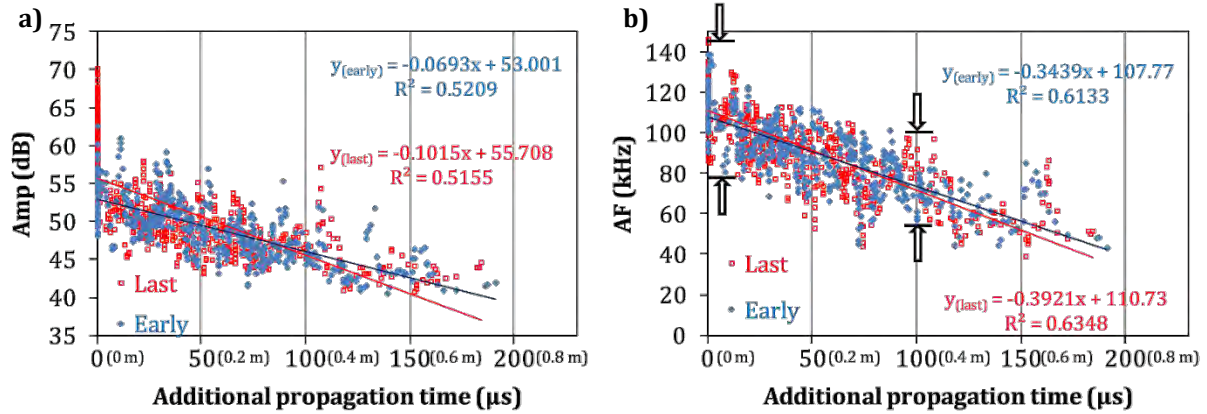 a)
75
70
65
60
55
50
45
40
35
Amp (dB)
y(early) = -0.0693x + 53.001
R² = 0.5209
y(last) = -0.1015x + 55.708
R² = 0.5155
Last
Early
0(0 m) 50(0.2 m) 100(0.4 m) 150(0.6 m) 200(0.8 m)
Additional propagation time (μs)
b)
140
120
100
80
60
40
20
0
AF (kHz)
y(early) = -0.3439x + 107.77
R² = 0.6133
Last
Early
y(last) = -0.3921x + 110.73
R² = 0.6348
0(0 m) 50(0.2 m) 100(0.4 m) 150(0.6 m) 200(0.8 m)
Additional propagation time (μs)